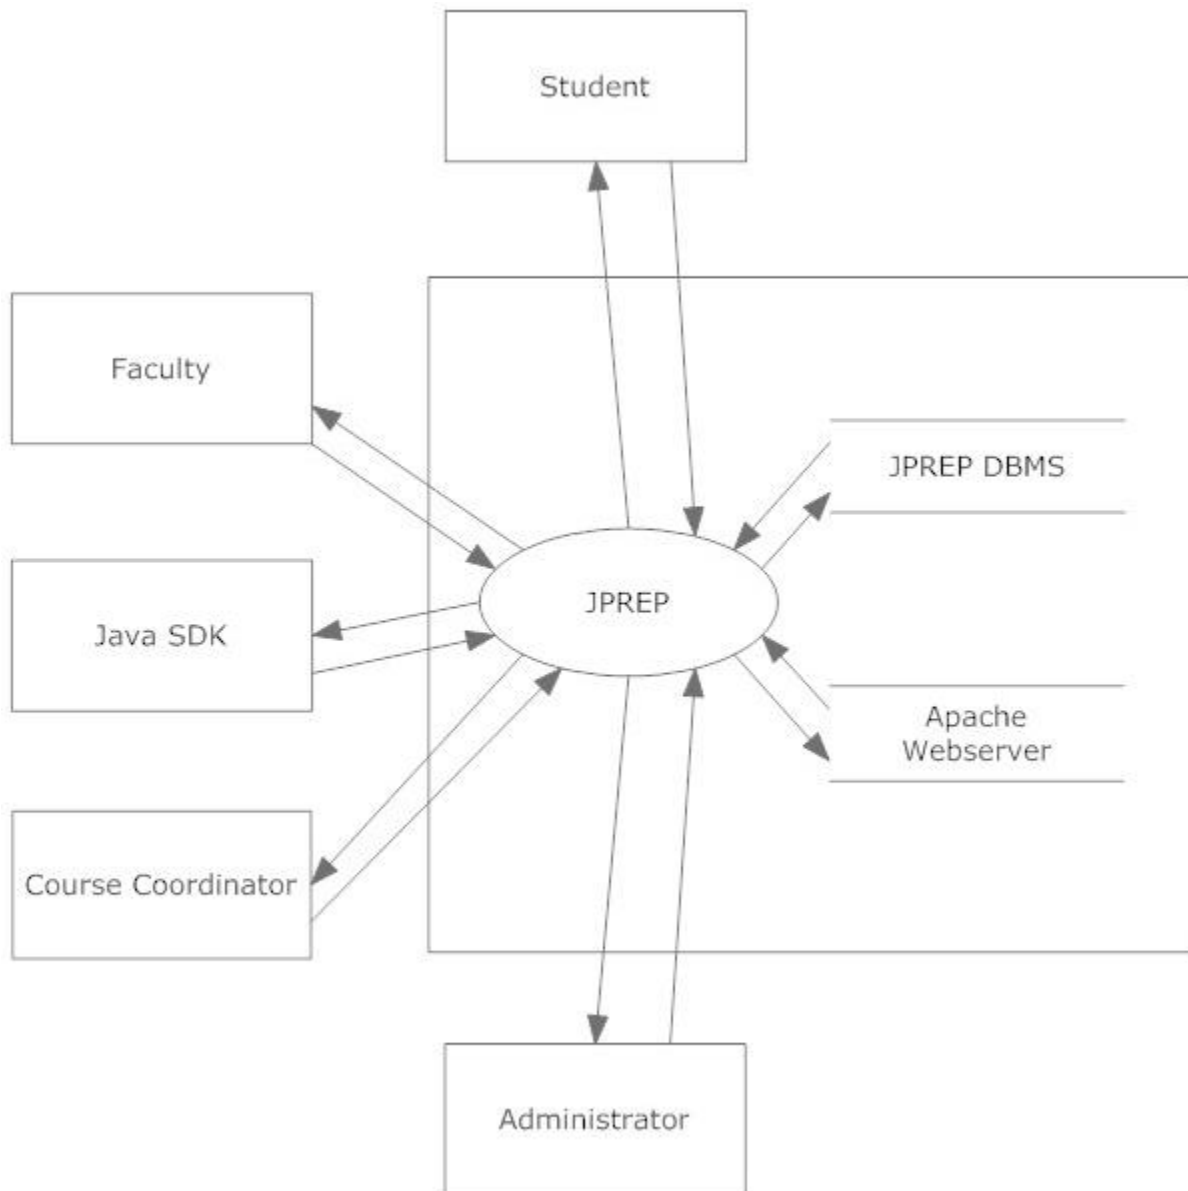 Student
Faculty
JPREP DBMS
JPREP
Java SDK
Apache
Webserver
Course Coordinator
Administrator